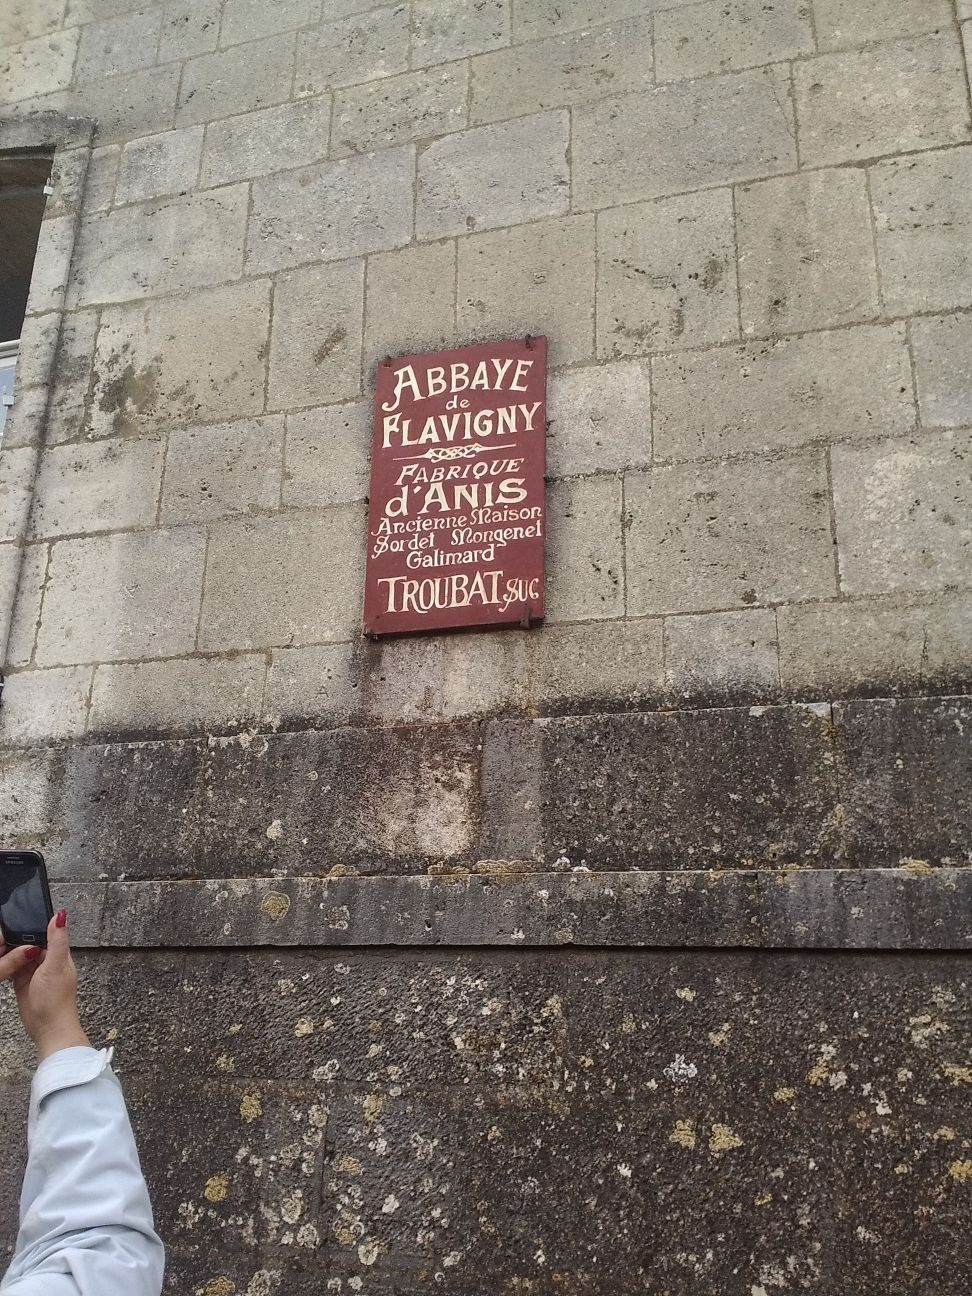 ABBAYE
de
FLAVIGNY
FABRIQUE
d'ANIS
Ancienne Maison
Sordet Mongenet
Galimard
TROUBAT SUC